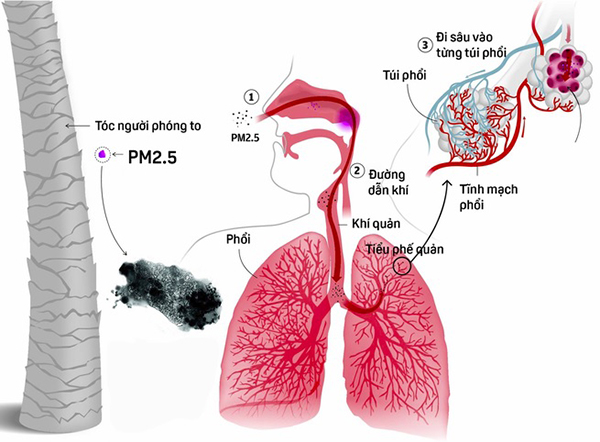 Tóc người phóng to
PM2.5
1
PM2.5
2
Đường
dẫn khí
Khí quản
Phổi
Tiểu phế quản
3
Đi sâu vào
từng túi phổi
Túi phổi
Tĩnh mạch
phổi